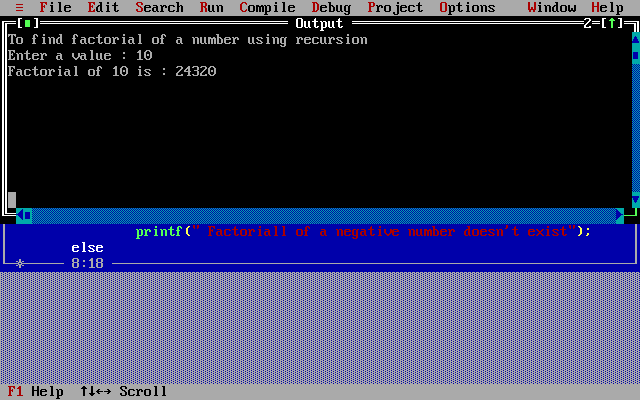 ≡ File Edit Search Run Compile Debug Project Options Window Help
[■] Output 2=[↑]
To find factorial of a number using recursion
Enter a value : 10
Factorial of 10 is : 24320
printf(" Factoriall of a negative number doesn't exist");
else
8:18
F1 Help ↑↓←→ Scroll